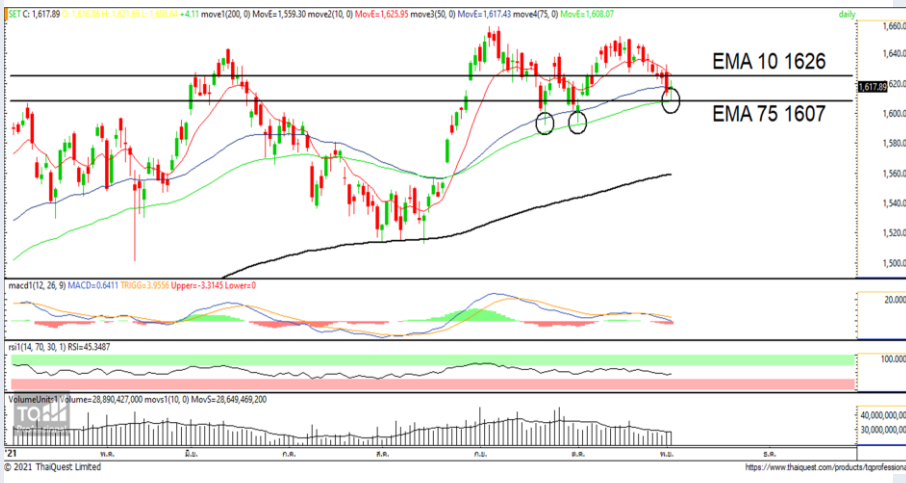 SET C: 1,617.89 +4.11 move1(200, 0) MovE=1,559.30 move2(10, 0) MovE=1,625.95 move3(50, 0) MovE=1,617.43 move4(75, 0) MovE=1,608.07 daily
1,660.0
EMA 10 1626
1,640.0
1,620.0
1,617.89
EMA 75 1607
1,600.0
1,580.0
1,560.0
1,540.0
1,520.0
1,500.0
macd1(12, 26, 9) MACD=0.6411 TRIGG=3.9556 Upper=-3.3145 Lower=0
20.000
rsi1(14, 70, 30, 1) RSI=45.3487
100.000
VolumeUnit:1 Volume=28,890,427,000 movs1(10, 0) MovS=28,649,469,200
40,000,000,0
30,000,000,0
'21 พ.ค. มิ.ย. ก.ค. ส.ค. ก.ย. ต.ค. พ.ย. ธ.ค.
© 2021 ThaiQuest Limited
https://www.thaiquest.com/products/tqprofessiona